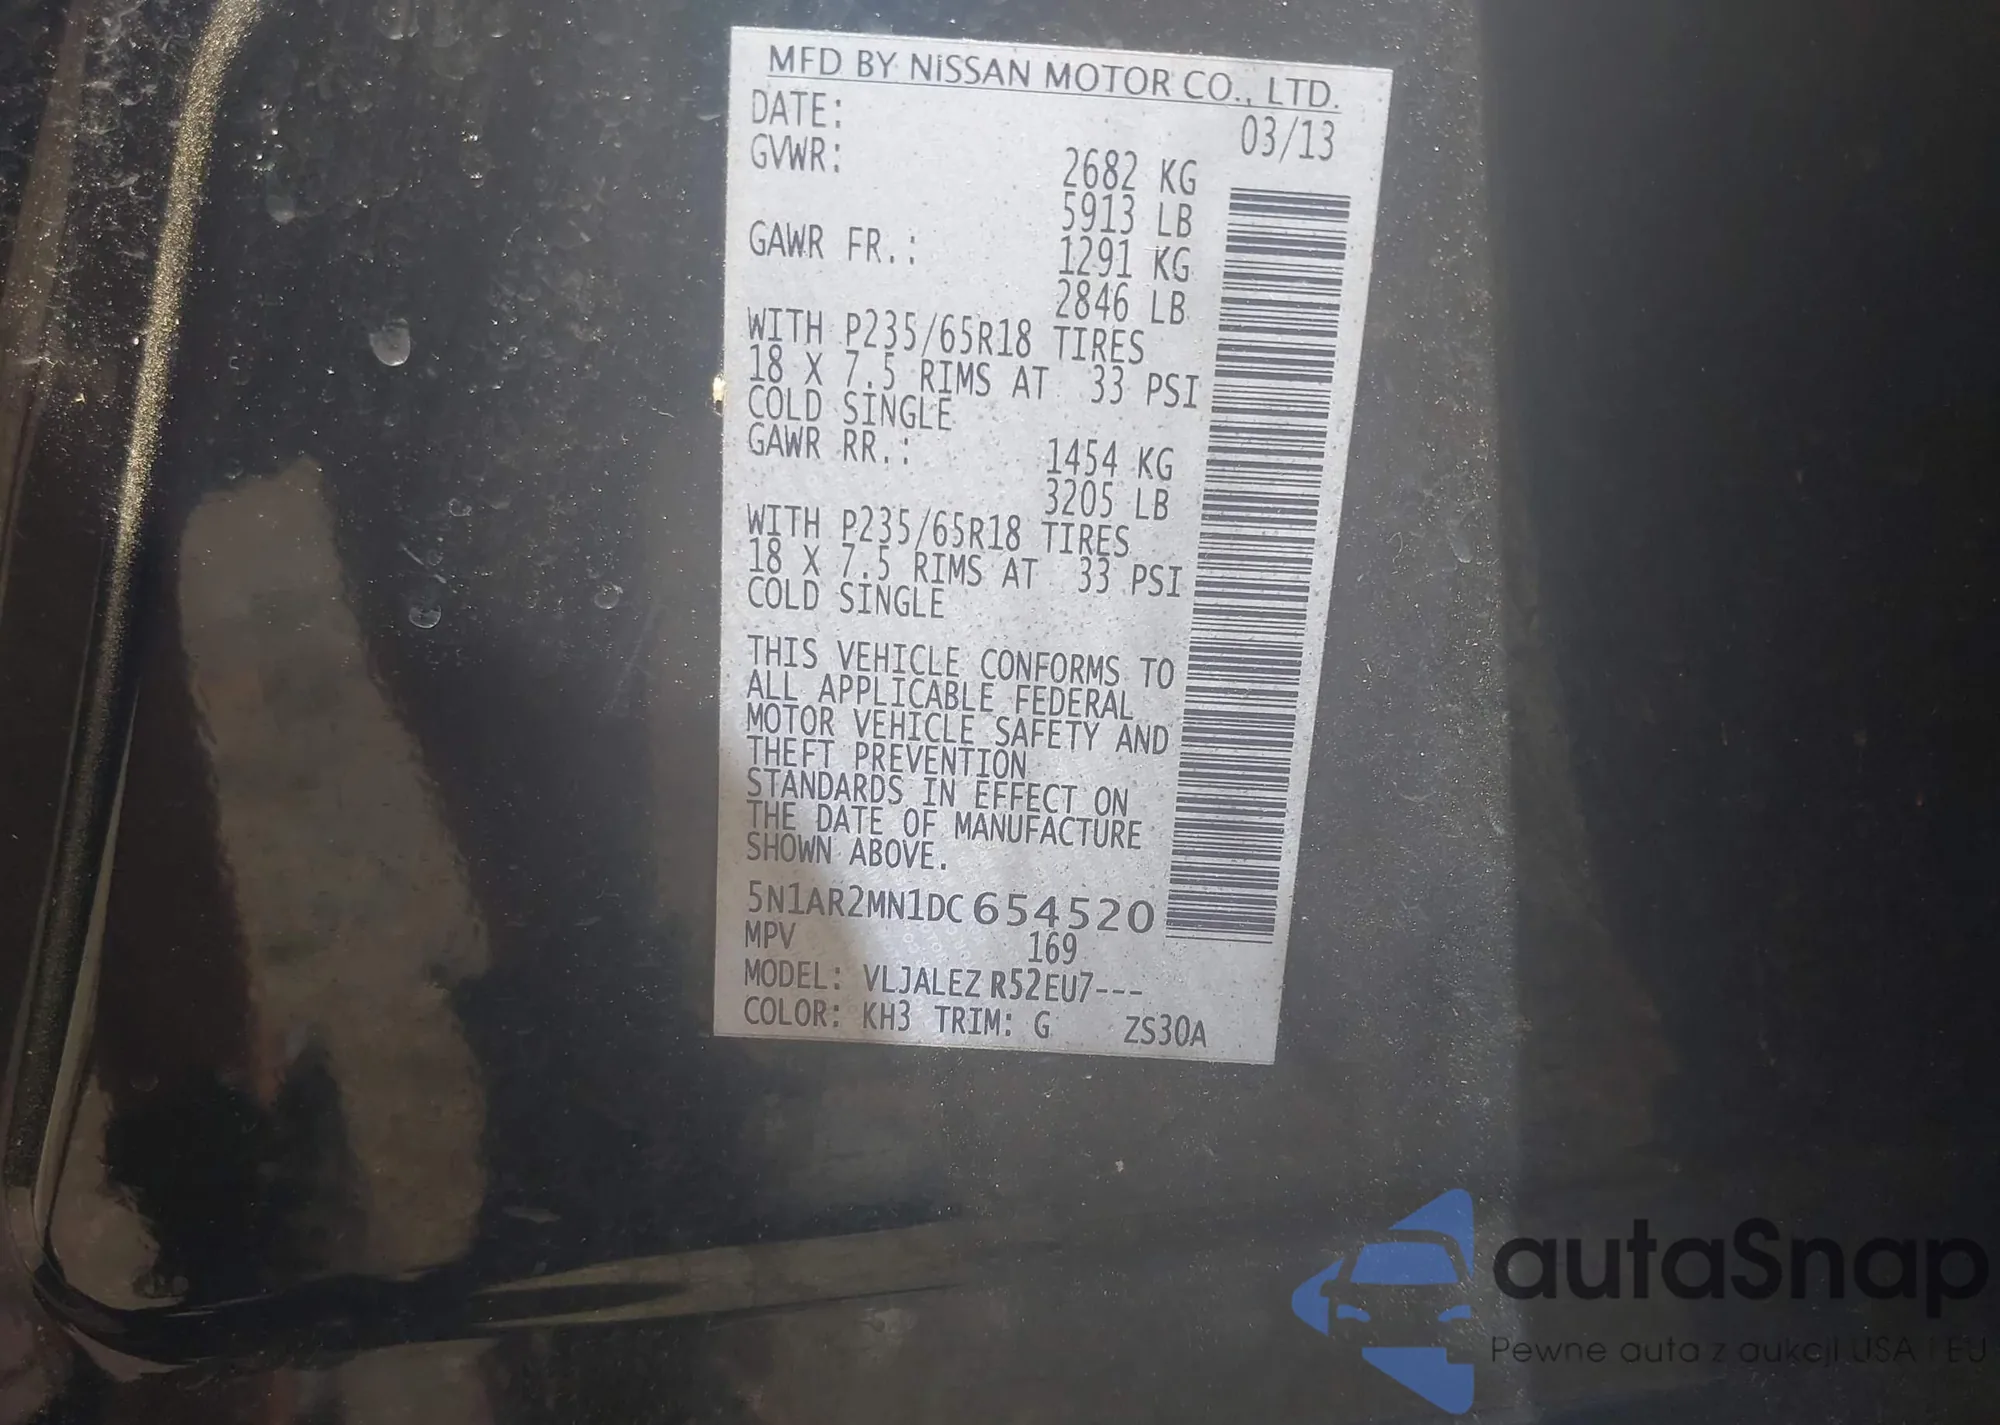 MFD BY NISSAN MOTOR CO., LTD.
DATE: 03/13
GVWR: 2682 KG
5913 LB
GAWR FR.: 1291 KG
2846 LB
WITH P235/65R18 TIRES
18 X 7.5 RIMS AT 33 PSI
COLD SINGLE
GAWR RR.: 1454 KG
3205 LB
WITH P235/65R18 TIRES
18 X 7.5 RIMS AT 33 PSI
COLD SINGLE
THIS VEHICLE CONFORMS TO
ALL APPLICABLE FEDERAL
MOTOR VEHICLE SAFETY AND
THEFT PREVENTION
STANDARDS IN EFFECT ON
THE DATE OF MANUFACTURE
SHOWN ABOVE.
5N1AR2MN1DC654520
MPV 169
MODEL: VLJALEZ R52EU7---
COLOR: KH3 TRIM: G ZS30A
autaSnap
Pewne auta z aukcji USA i EU